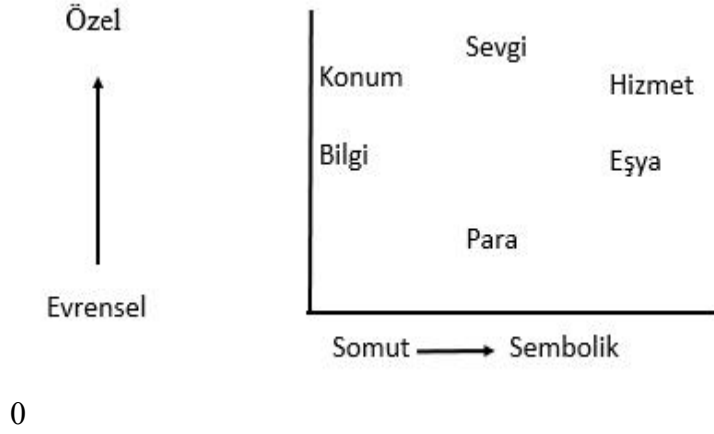 Özel
Sevgi
Konum
Hizmet
Bilgi
Eşya
Para
Evrensel
Somut Sembolik
0